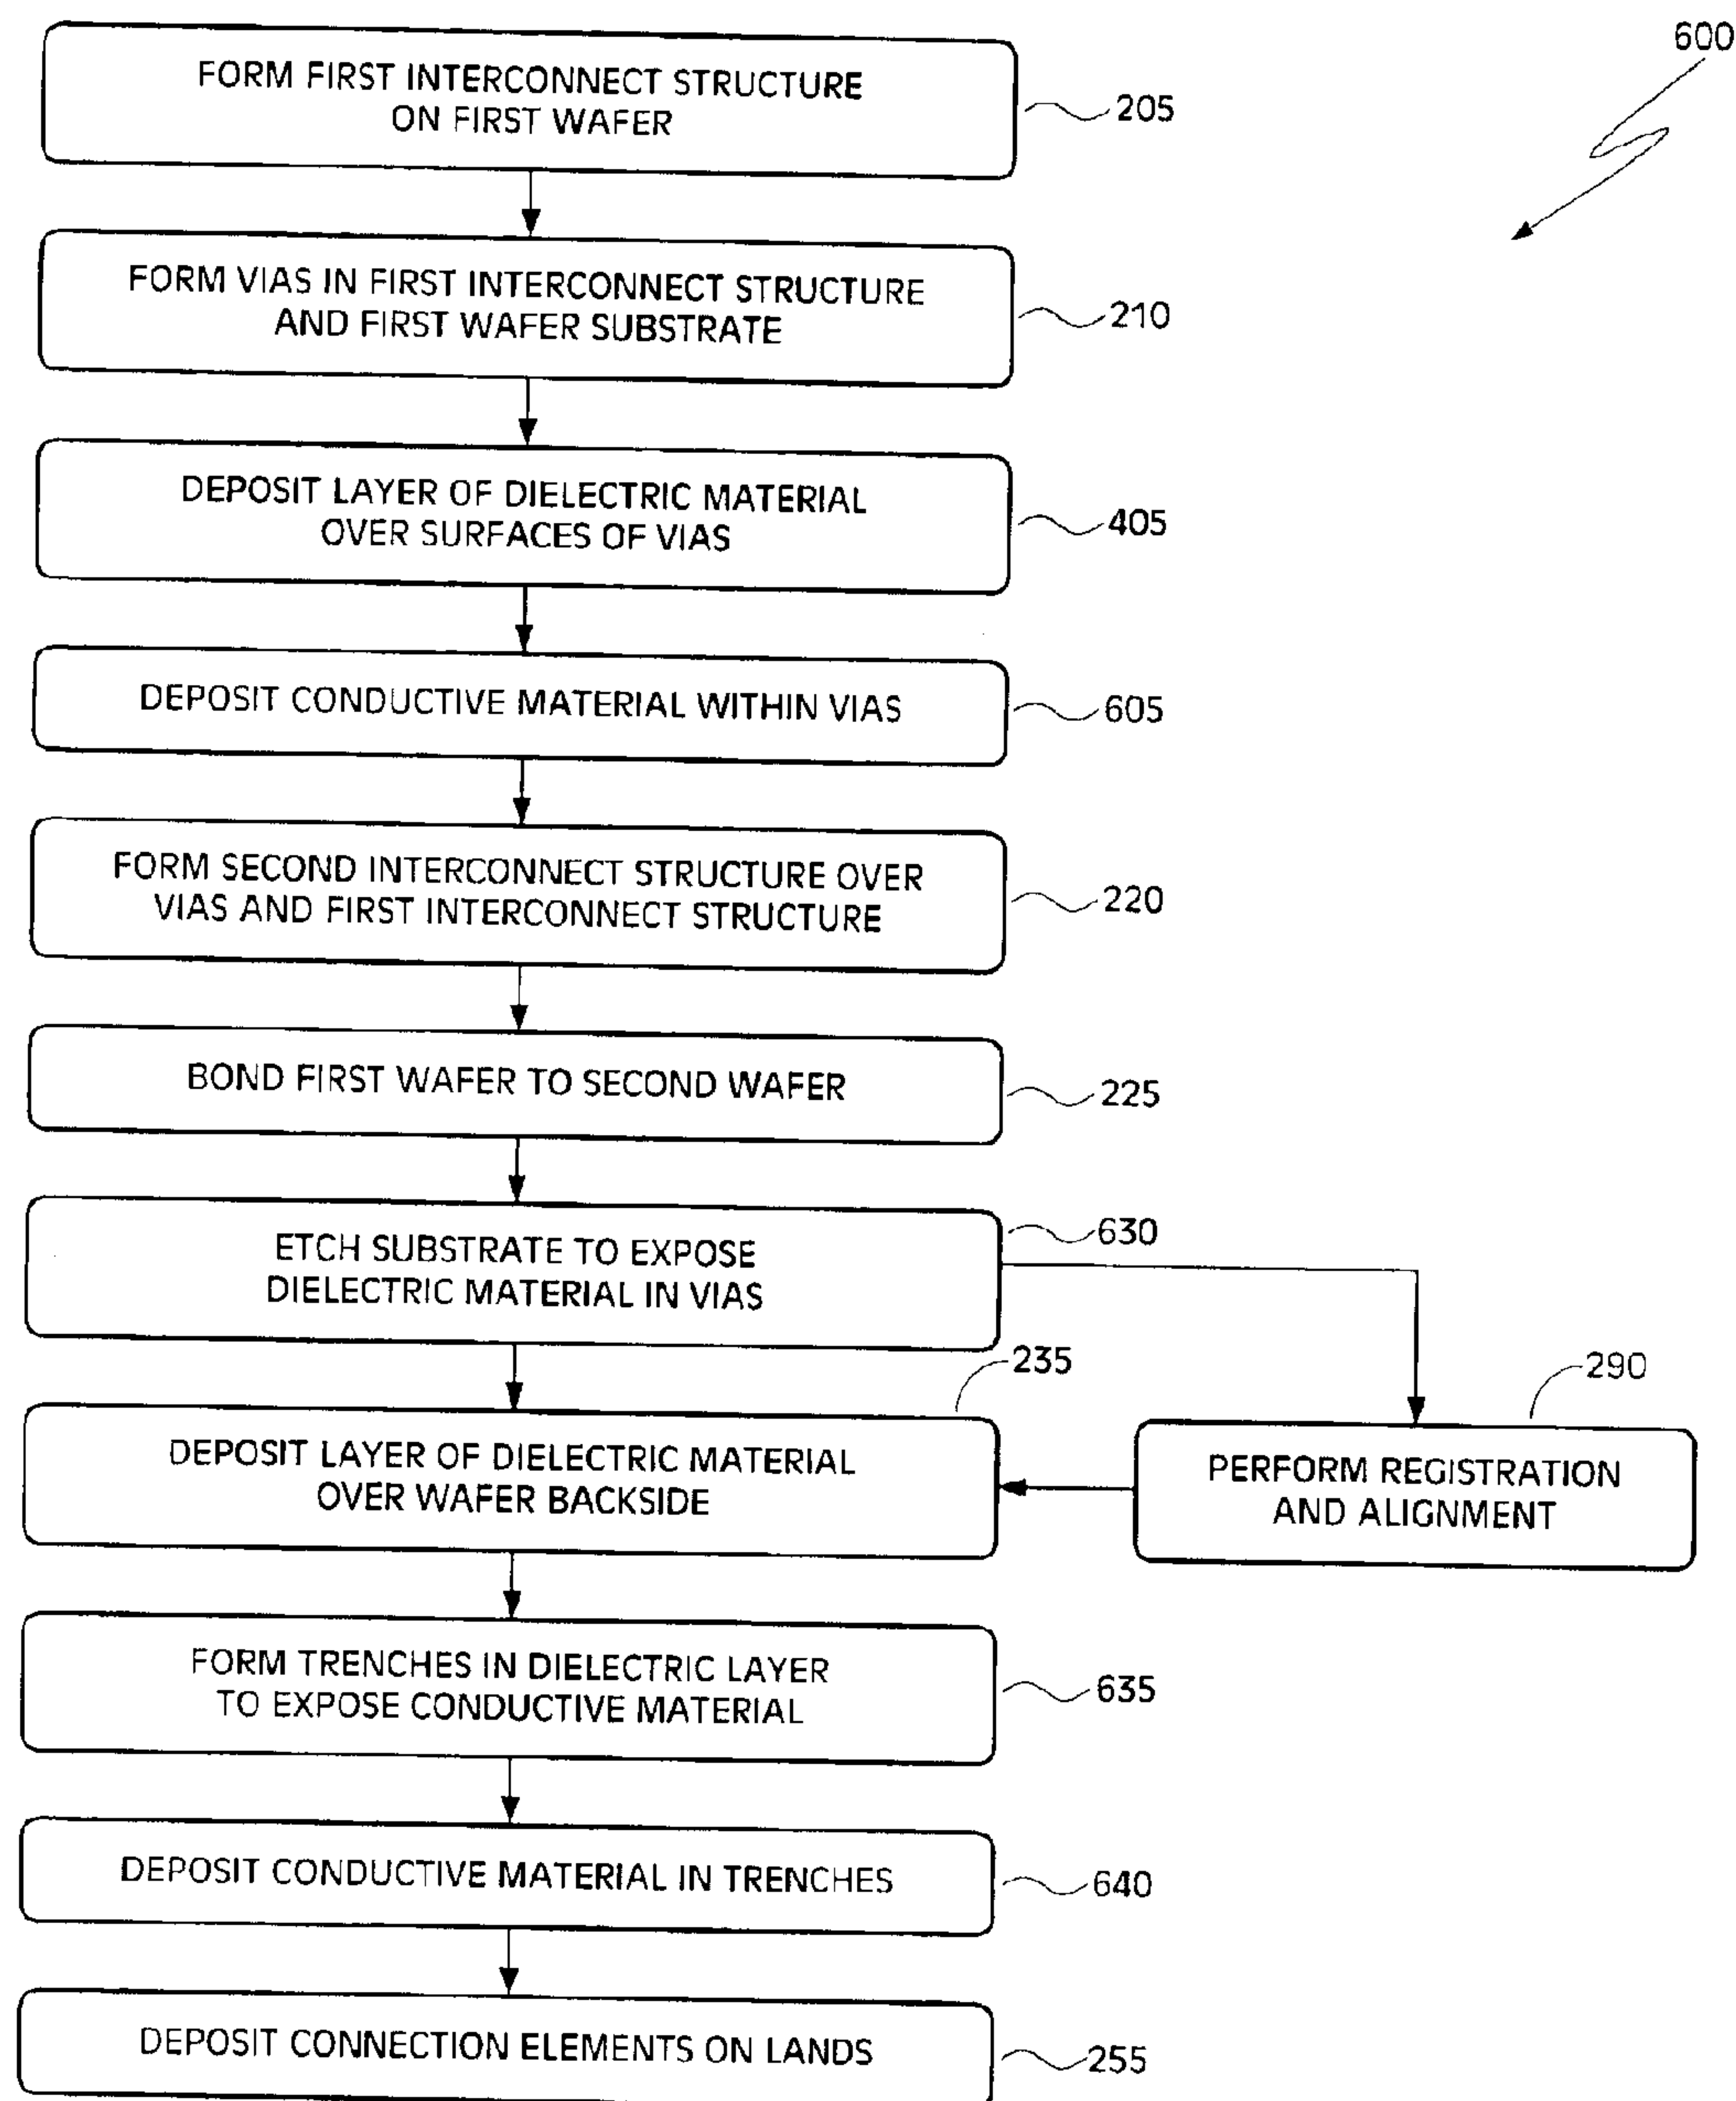 600
FORM FIRST INTERCONNECT STRUCTURE
ON FIRST WAFER
205
FORM VIAS IN FIRST INTERCONNECT STRUCTURE
AND FIRST WAFER SUBSTRATE
210
DEPOSIT LAYER OF DIELECTRIC MATERIAL
OVER SURFACES OF VIAS
405
DEPOSIT CONDUCTIVE MATERIAL WITHIN VIAS
605
FORM SECOND INTERCONNECT STRUCTURE OVER
VIAS AND FIRST INTERCONNECT STRUCTURE
220
BOND FIRST WAFER TO SECOND WAFER
225
ETCH SUBSTRATE TO EXPOSE
DIELECTRIC MATERIAL IN VIAS
630
235
DEPOSIT LAYER OF DIELECTRIC MATERIAL
OVER WAFER BACKSIDE
290
PERFORM REGISTRATION
AND ALIGNMENT
FORM TRENCHES IN DIELECTRIC LAYER
TO EXPOSE CONDUCTIVE MATERIAL
635
DEPOSIT CONDUCTIVE MATERIAL IN TRENCHES
640
DEPOSIT CONNECTION ELEMENTS ON LANDS
255